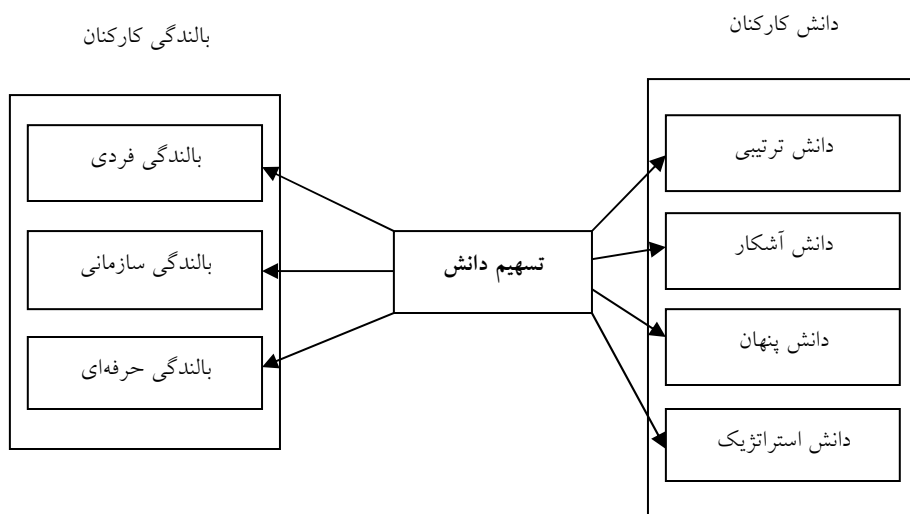 دانش کارکنان
بالندگی کارکنان
دانش ترتیبی
دانش آشکار
دانش پنهان
دانش استراتژیک
تسهیم دانش
بالندگی فردی
بالندگی سازمانی
بالندگی حرفه‌ای